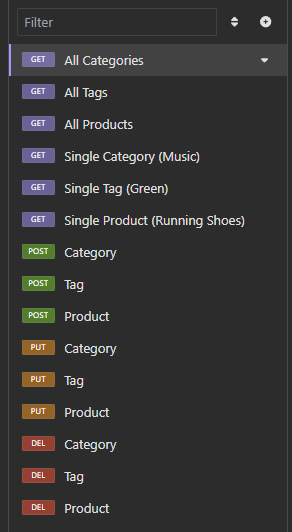 Filter
GET All Categories
GET All Tags
GET All Products
GET Single Category (Music)
GET Single Tag (Green)
GET Single Product (Running Shoes)
POST Category
POST Tag
POST Product
PUT Category
PUT Tag
PUT Product
DEL Category
DEL Tag
DEL Product